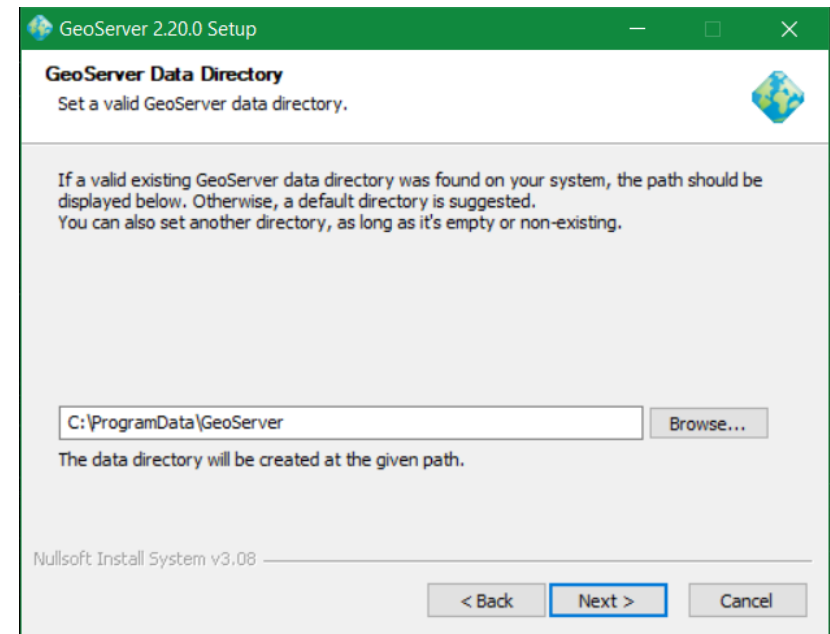 GeoServer 2.20.0 Setup
GeoServer Data Directory
Set a valid GeoServer data directory.
If a valid existing GeoServer data directory was found on your system, the path should be
displayed below. Otherwise, a default directory is suggested.
You can also set another directory, as long as it's empty or non-existing.
C:\ProgramData\GeoServer
Browse...
The data directory will be created at the given path.
Nullsoft Install System v3.08
< Back Next > Cancel